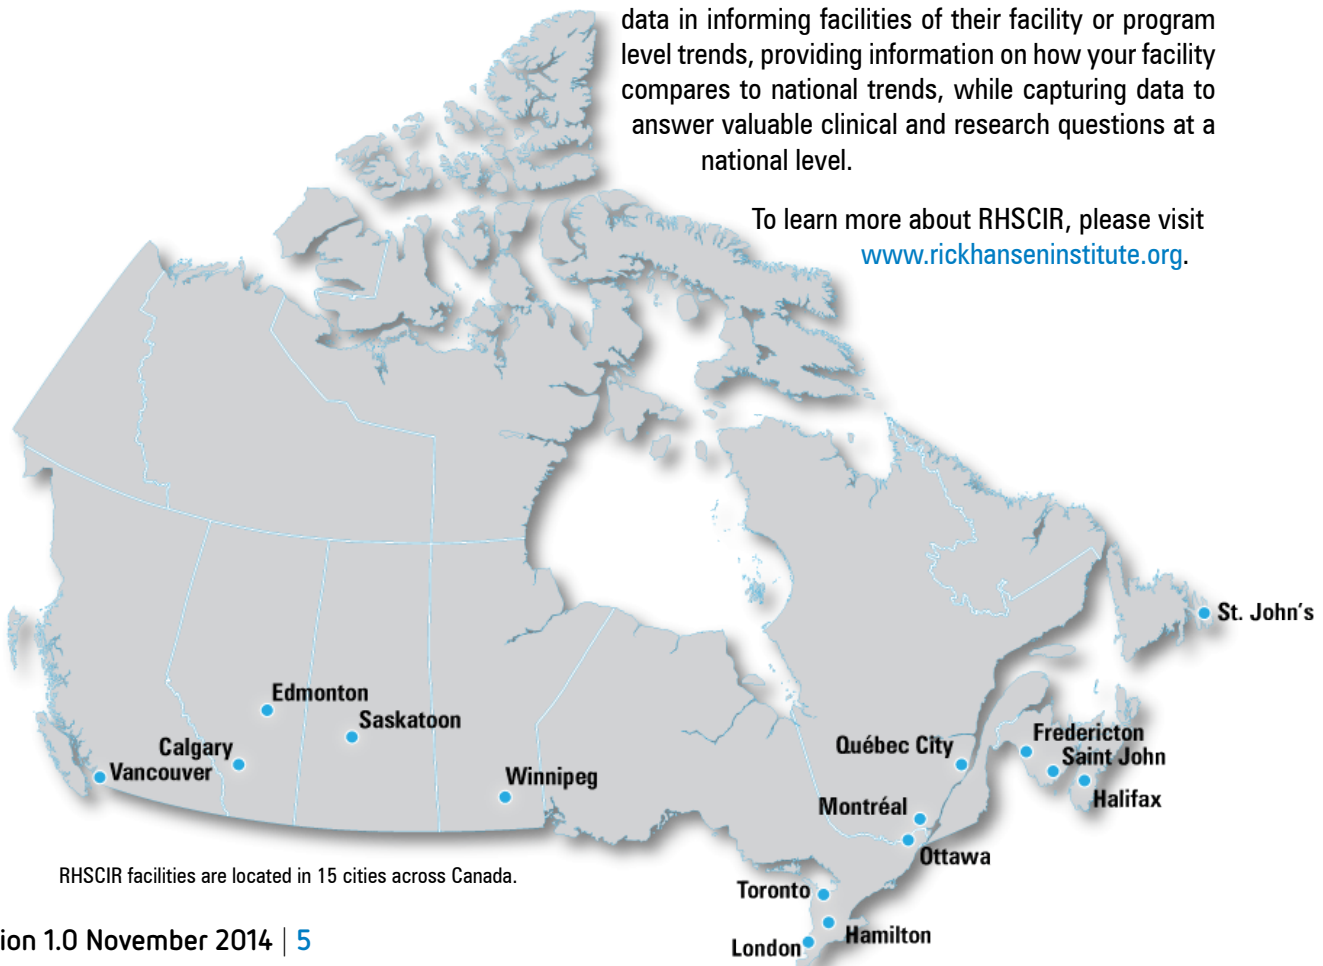 data in informing facilities of their facility or program
level trends, providing information on how your facility
compares to national trends, while capturing data to
answer valuable clinical and research questions at a
national level.
To learn more about RHSCIR, please visit
www.rickhanseninstitute.org.
St. John's
Edmonton
Saskatoon
Calgary
Vancouver
Winnipeg
Québec City
Fredericton
Saint John
Halifax
Montréal
Ottawa
Toronto
Hamilton
London
RHSCIR facilities are located in 15 cities across Canada.
ion 1.0 November 2014 | 5